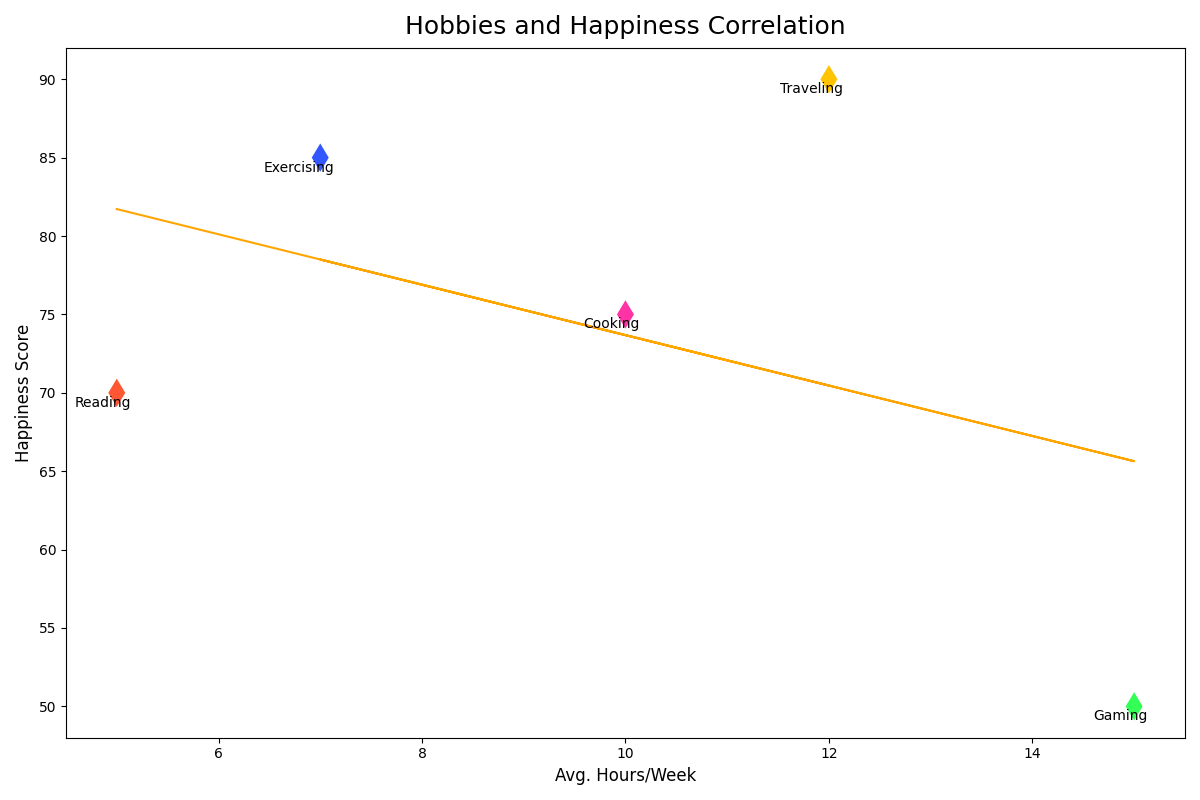 Hobbies and Happiness Correlation
90
85
80
75
70
65
60
55
50
Happiness Score
Traveling
Exercising
Cooking
Reading
Gaming
6
8
10
12
14
Avg. Hours/Week